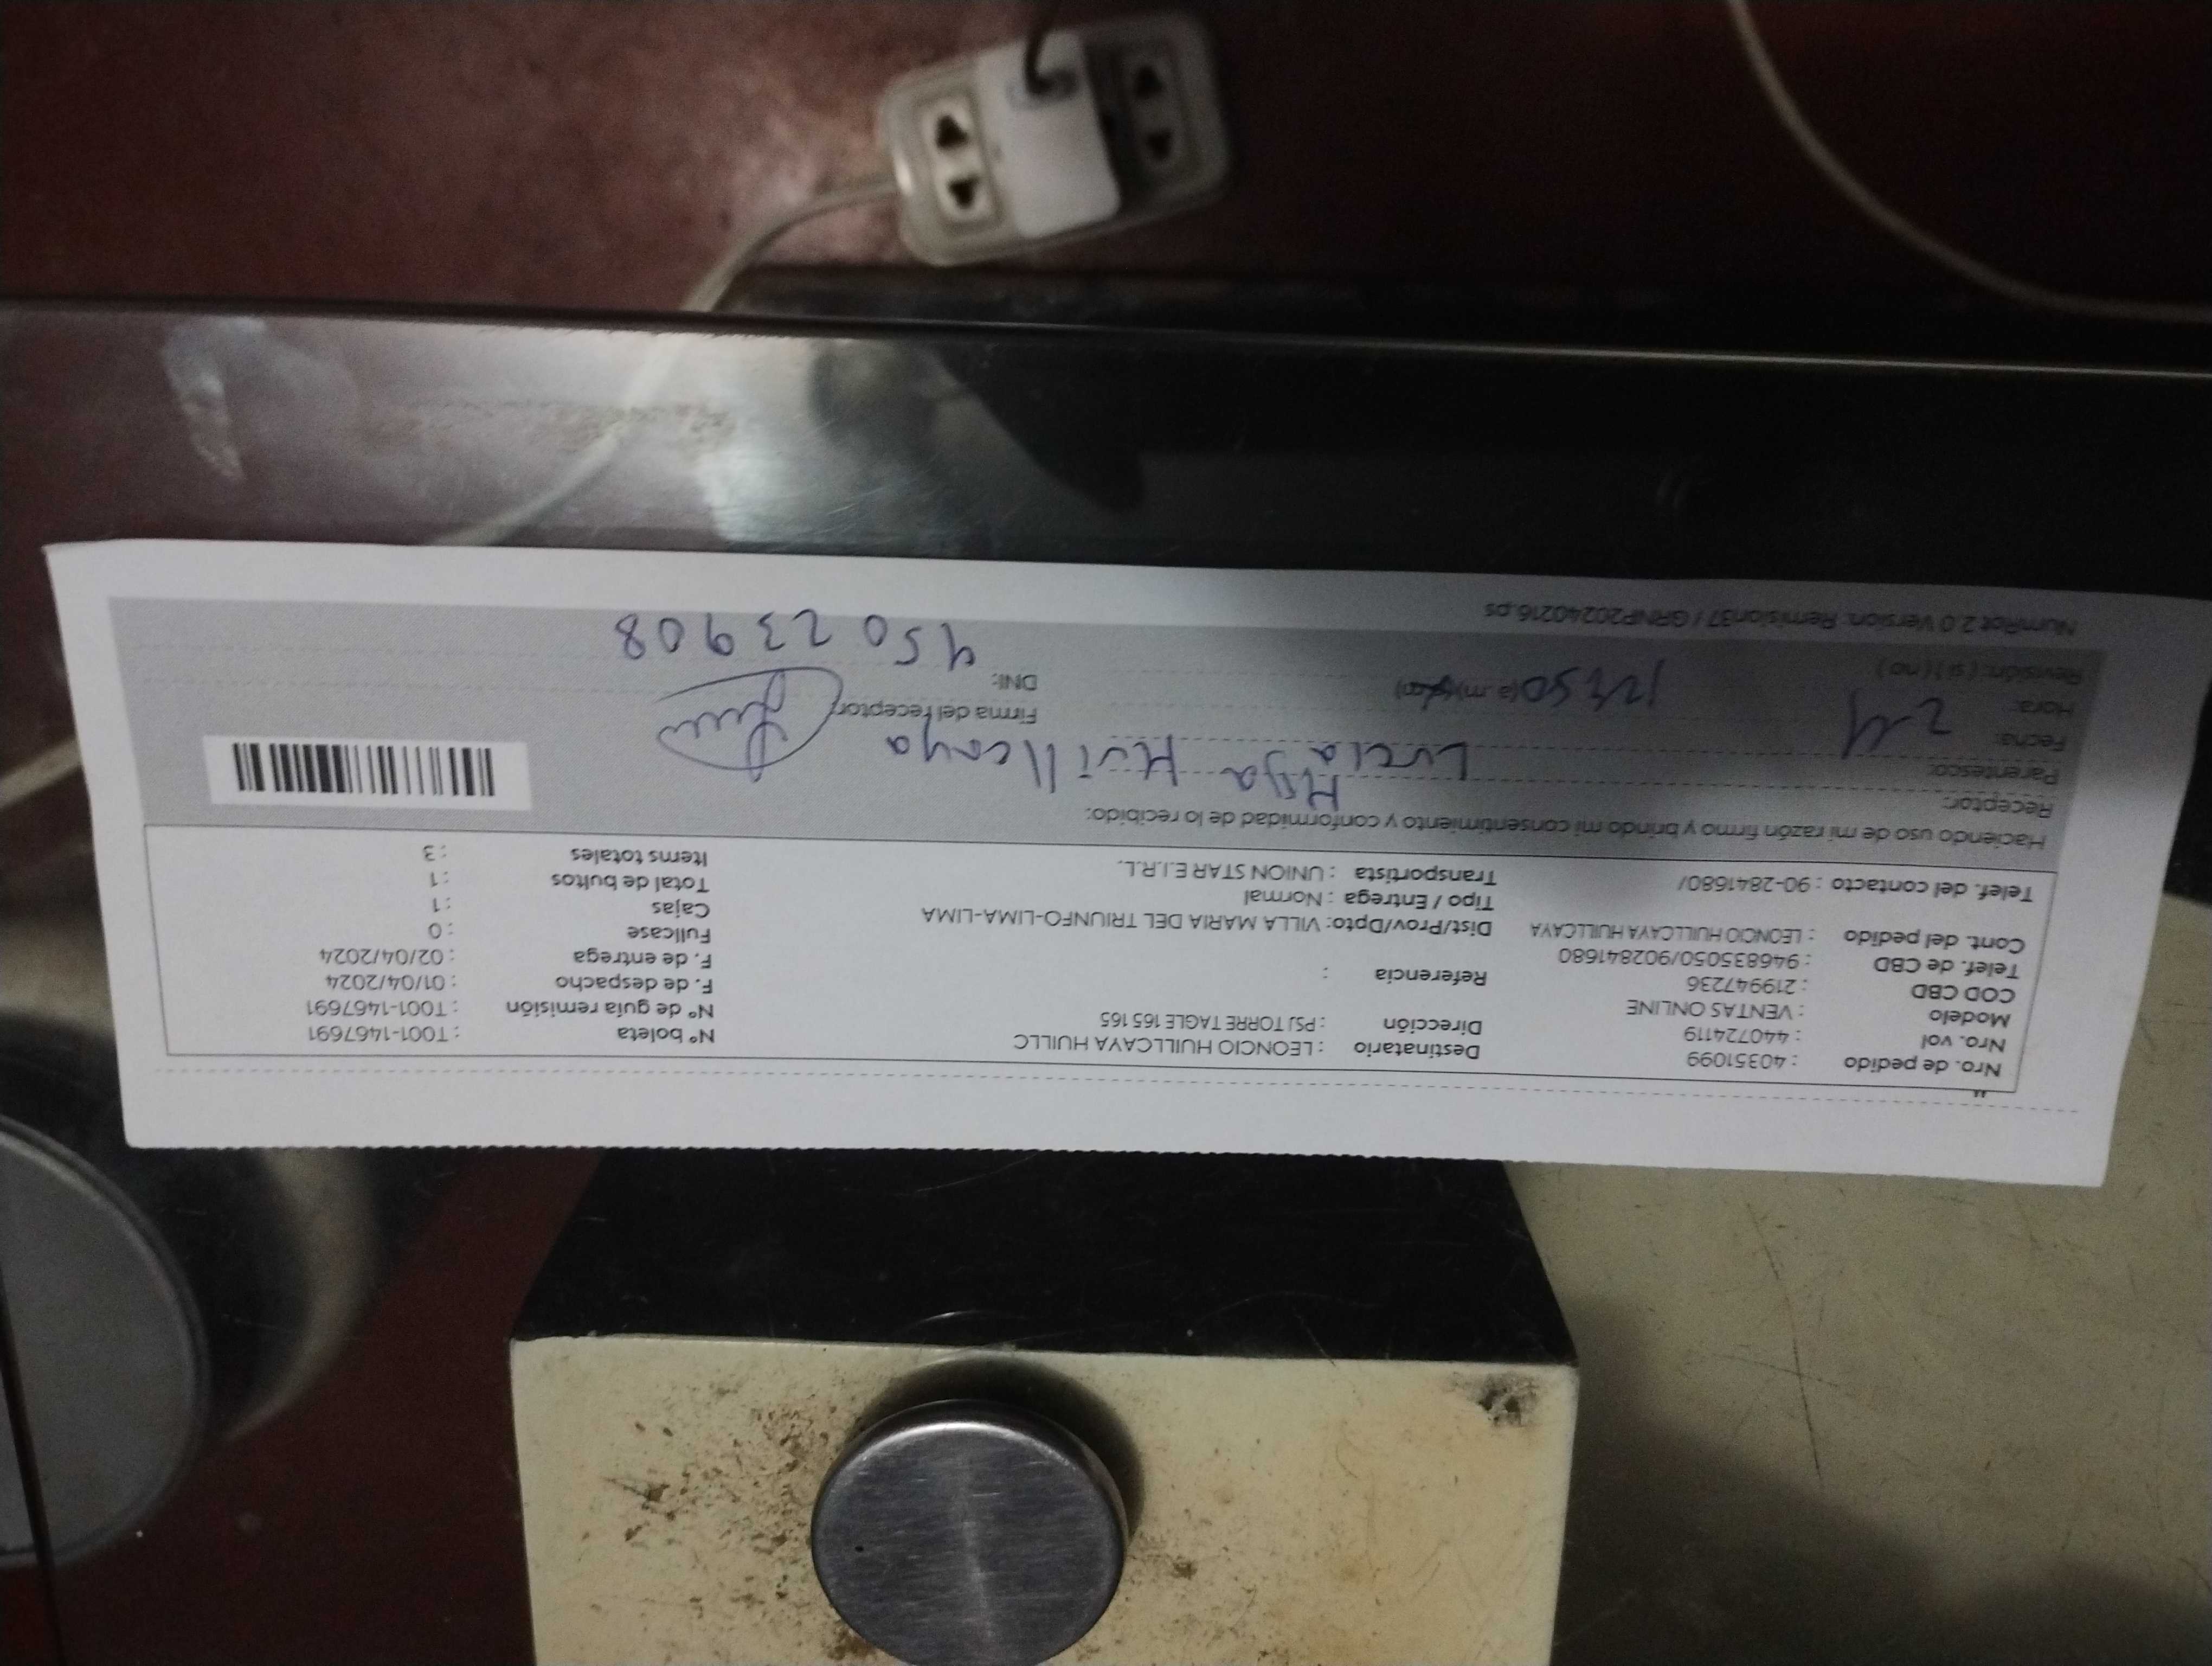 Nro. de pedido : 40351099
Nro. vol : 440724119
Modelo : VENTAS ONLINE
COD CBD : 219947236
Telef. de CBD : 946835050/902841680
Cont. del pedido : LEONCIO HUILLCAYA HUILLCAYA
Telef. del contacto : 90-2841680/
Destinatario : LEONCIO HUILLCAYA HUILLC
Dirección : PSJ TORRE TAGLE 165 165
Referencia :
Dist/Prov/Dpto: VILLA MARIA DEL TRIUNFO-LIMA-LIMA
Tipo / Entrega : Normal
Transportista : UNION STAR E.I.R.L.
N° boleta : T001-1467691
N° de guía remisión : T001-1467691
F. de despacho : 01/04/2024
F. de entrega : 02/04/2024
Fullcase : 0
Cajas : 1
Total de bultos : 1
Items totales : 3
Haciendo uso de mi razón firmo y brindo mi consentimiento y conformidad de lo recibido:
Receptor: Lucia Huillcaya
Parentesco: Hija
Fecha: 2-4
Hora: 12:50 (a.m) (p.m)
Revisión: ( si ) ( no )
Firma del receptor:
DNI: 45023908
NumRot 2.0 Version: Remision37 / GRNP20240216.ps